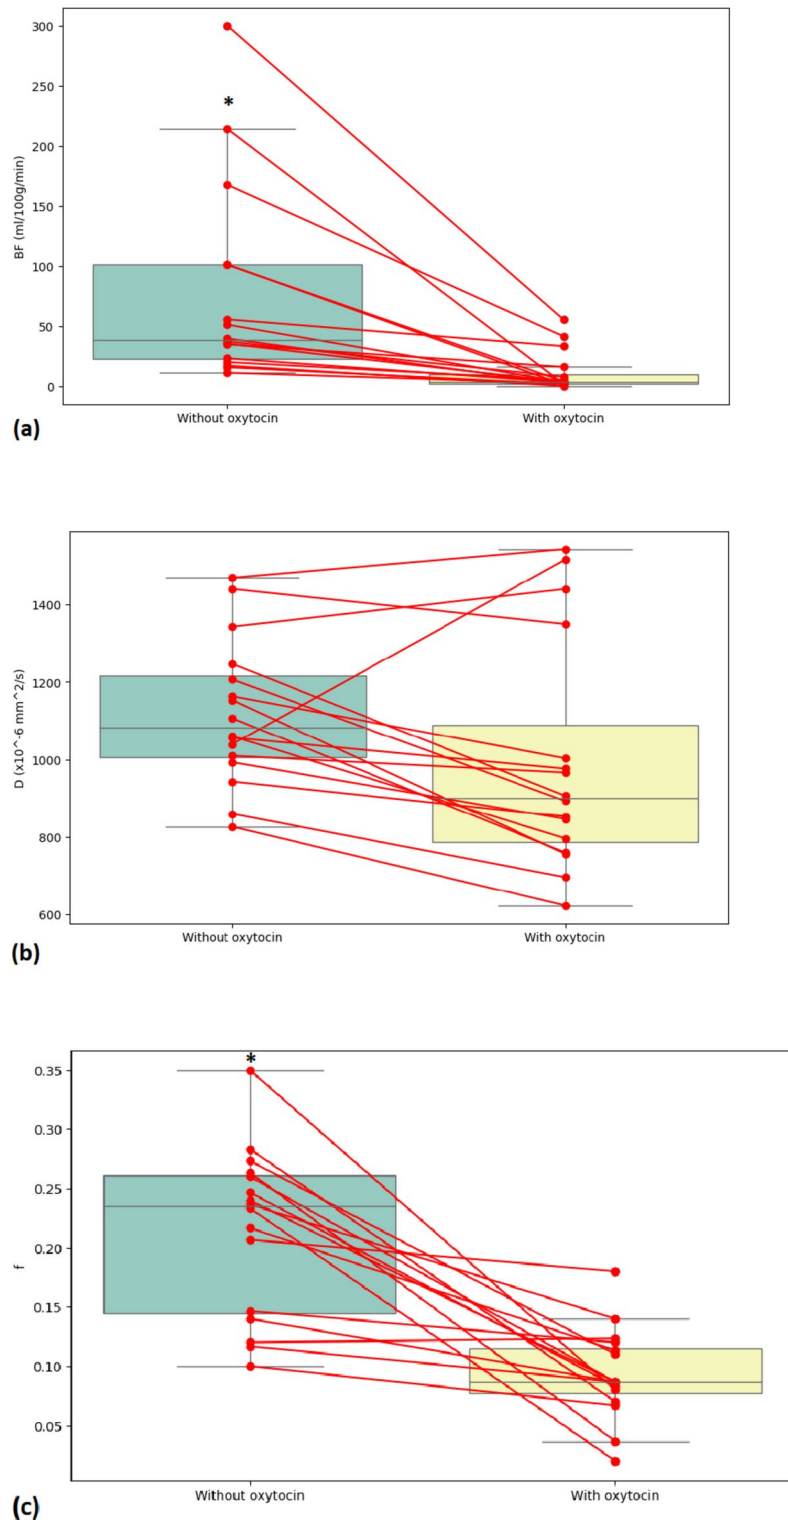 300
*
250
200
BF (ml/100g/min)
150
100
50
0
Without oxytocin
With oxytocin
(a)
1400
1200
D (x10^-6 mm^2/s)
1000
800
600
Without oxytocin
With oxytocin
(b)
*
0.35
0.30
0.25
f
0.20
0.15
0.10
0.05
Without oxytocin
With oxytocin
(c)